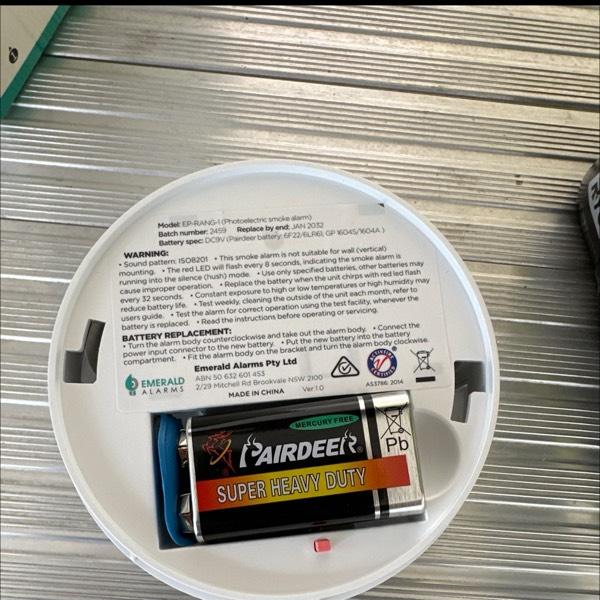 Model: EP-RANG-1 (Photoelectric smoke alarm)
Batch number: 2459 Replace by end: JAN 2032
Battery spec: DC9V (Pairdeer battery: 6F22/6LR61, GP 1604S/1604A)
WARNING:
• Sound pattern: ISO8201 • This smoke alarm is not suitable for wall (vertical)
mounting. • The red LED will flash every 8 seconds, indicating the smoke alarm is
running into the silence (hush) mode. • Use only specified batteries, other batteries may
cause improper operation. • Replace the battery when the unit chirps with red led flash
every 32 seconds. • Constant exposure to high or low temperatures or high humidity may
reduce battery life. • Test weekly, cleaning the outside of the unit each month, refer to
users guide. • Test the alarm for correct operation using the test facility, whenever the
battery is replaced. • Read the instructions before operating or servicing.
BATTERY REPLACEMENT:
• Turn the alarm body counterclockwise and take out the alarm body. • Connect the
power input connector to the new battery. • Put the new battery into the battery
compartment. • Fit the alarm body on the bracket and turn the alarm body clockwise.
Emerald Alarms Pty Ltd
ABN 50 632 601 453
2/29 Mitchell Rd Brookvale NSW 2100
MADE IN CHINA Ver 1.0
EMERALD
ALARMS
AS3786: 2014
MERCURY FREE
PAIRDEER®
SUPER HEAVY DUTY
Pb